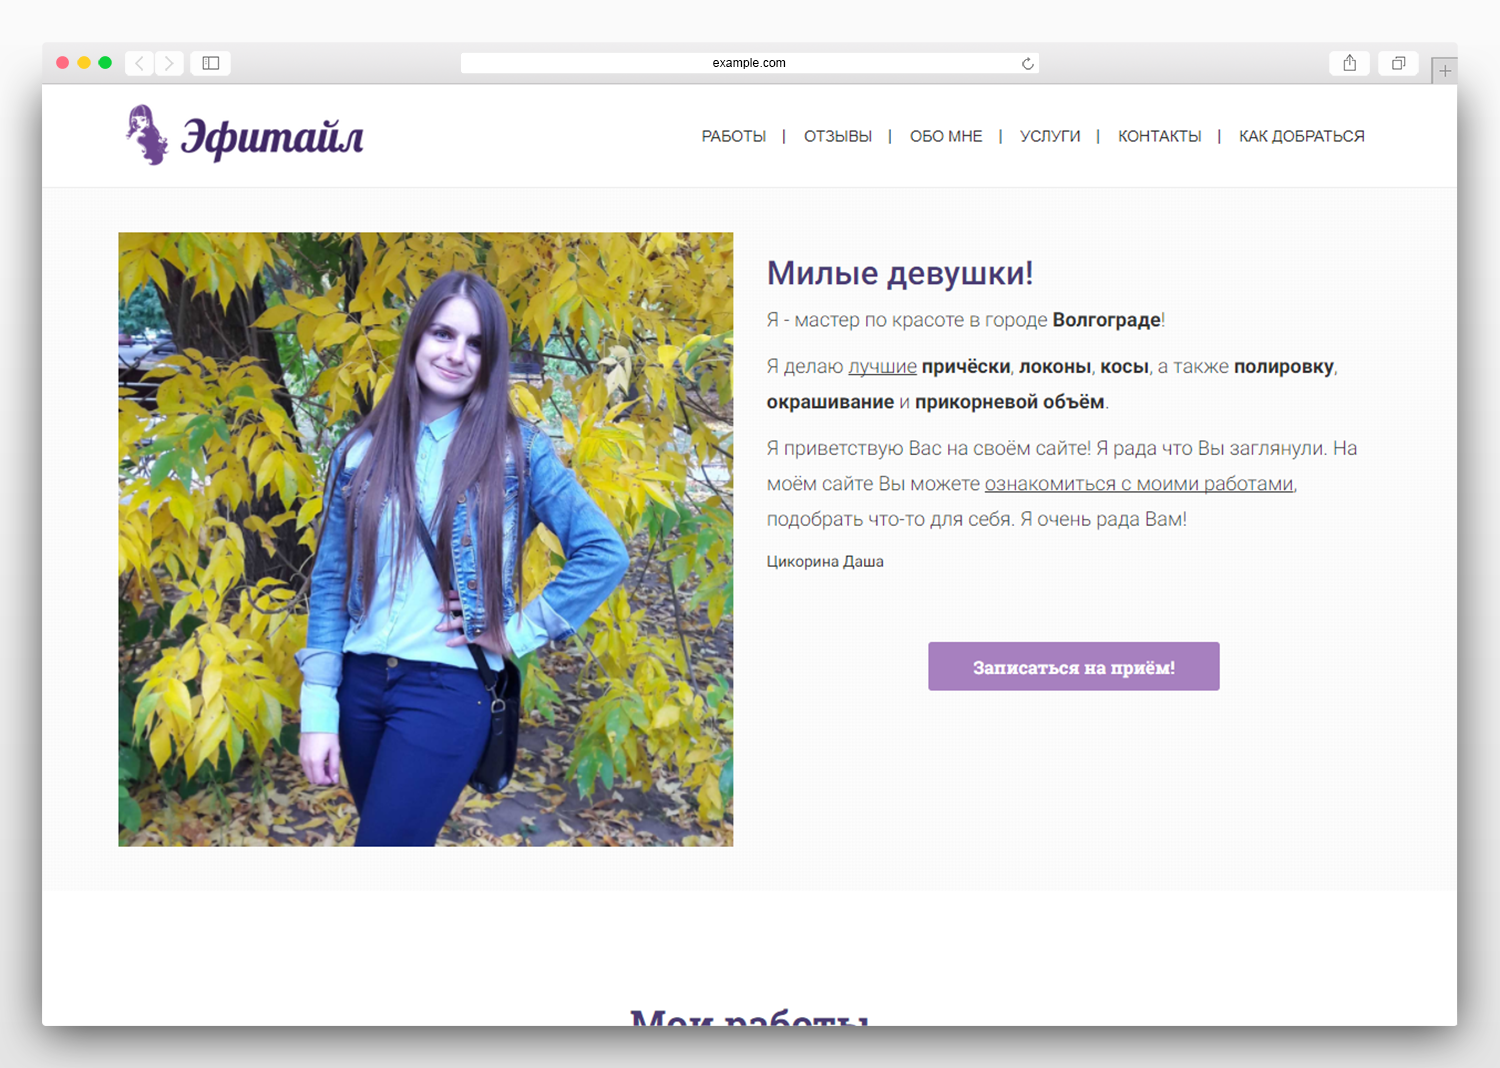 example.com
Эфитайл
РАБОТЫ | ОТЗЫВЫ | ОБО МНЕ | УСЛУГИ | КОНТАКТЫ | КАК ДОБРАТЬСЯ
Милые девушки!
Я - мастер по красоте в городе Волгограде!
Я делаю лучшие причёски, локоны, косы, а также полировку,
окрашивание и прикорневой объём.
Я приветствую Вас на своём сайте! Я рада что Вы заглянули. На
моём сайте Вы можете ознакомиться с моими работами,
подобрать что-то для себя. Я очень рада Вам!
Цикорина Даша
Записаться на приём!
Мои работы